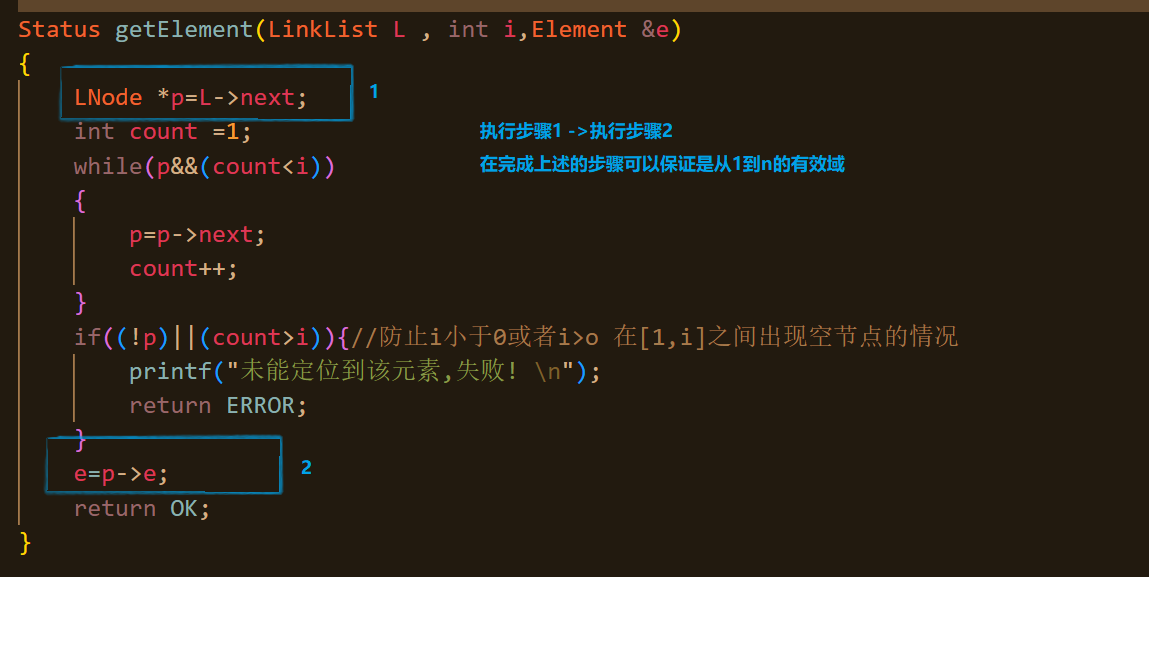 Status getElement(LinkList L , int i,Element &e)
{
LNode *p=L->next;
1
int count =1;
执行步骤1 ->执行步骤2
while(p&&(count<i))
在完成上述的步骤可以保证是从1到n的有效域
{
p=p->next;
count++;
}
if((!p)||(count>i)){//防止i小于0或者i>o 在[1,i]之间出现空节点的情况
printf("未能定位到该元素,失败! \n");
return ERROR;
}
e=p->e;
2
return OK;
}